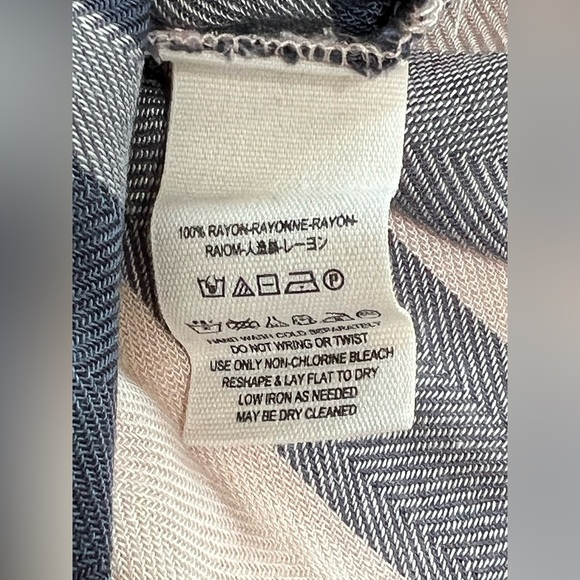 100% RAYON-RAYONNE-RAYON-
RAIOM-人造絲-レーヨン
P
HAND WASH COLD SEPARATELY
DO NOT WRING OR TWIST
USE ONLY NON-CHLORINE BLEACH
RESHAPE & LAY FLAT TO DRY
LOW IRON AS NEEDED
MAY BE DRY CLEANED